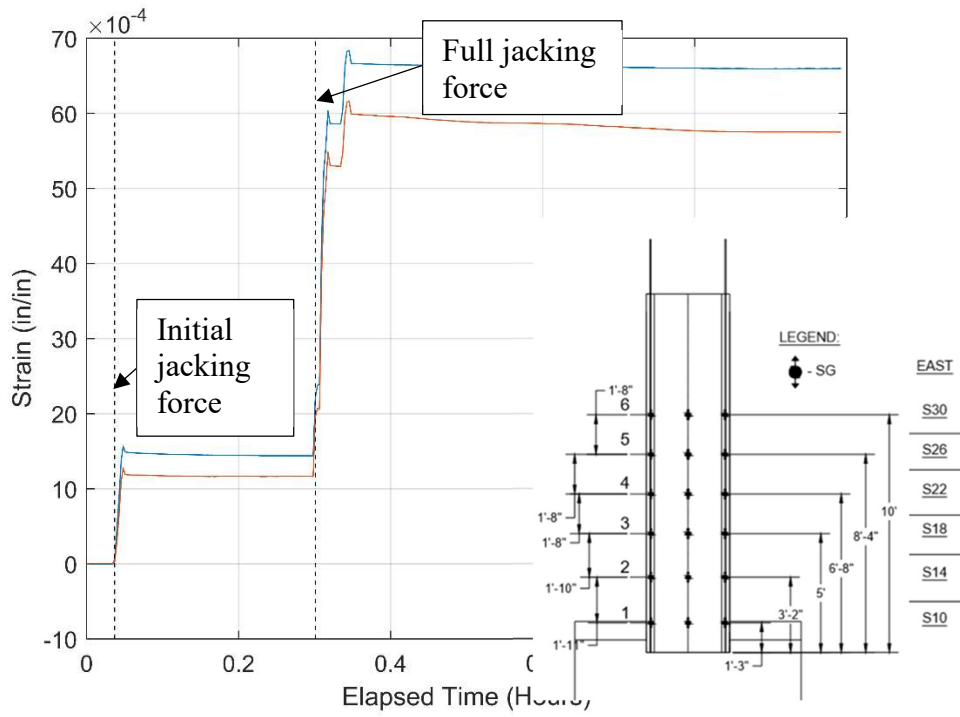 ×10⁻⁴
70
60
50
40
30
20
10
0
-10
Strain (in/in)
0
0.2
0.4
Elapsed Time (Hours)
Full jacking
force
Initial
jacking
force
LEGEND:
- SG
EAST
S30
S26
S22
S18
S14
S10
6
5
4
3
2
1
1'-8"
1'-8"
1'-8"
1'-10"
1'-11"
10'
8'-4"
6'-8"
5'
3'-2"
1'-3"